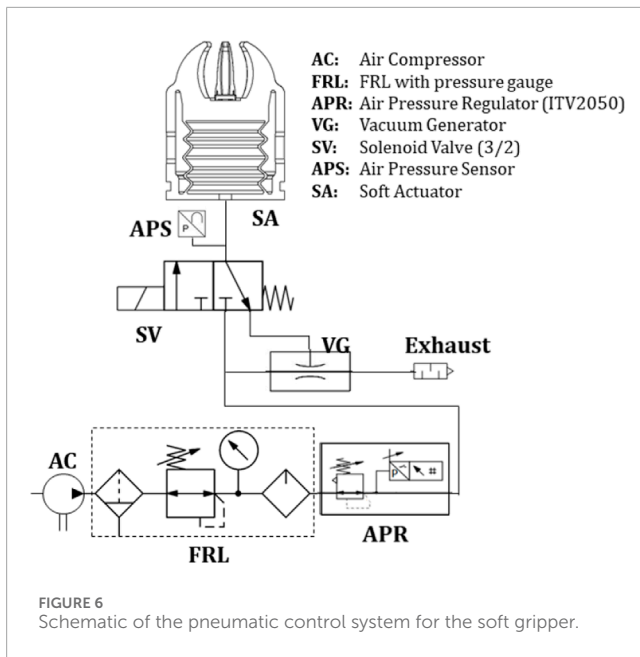 AC: Air Compressor
FRL: FRL with pressure gauge
APR: Air Pressure Regulator (ITV2050)
VG: Vacuum Generator
SV: Solenoid Valve (3/2)
APS: Air Pressure Sensor
SA: Soft Actuator
SA
APS
P
SV
VG
Exhaust
AC
P
#
FRL
APR
FIGURE 6
Schematic of the pneumatic control system for the soft gripper.